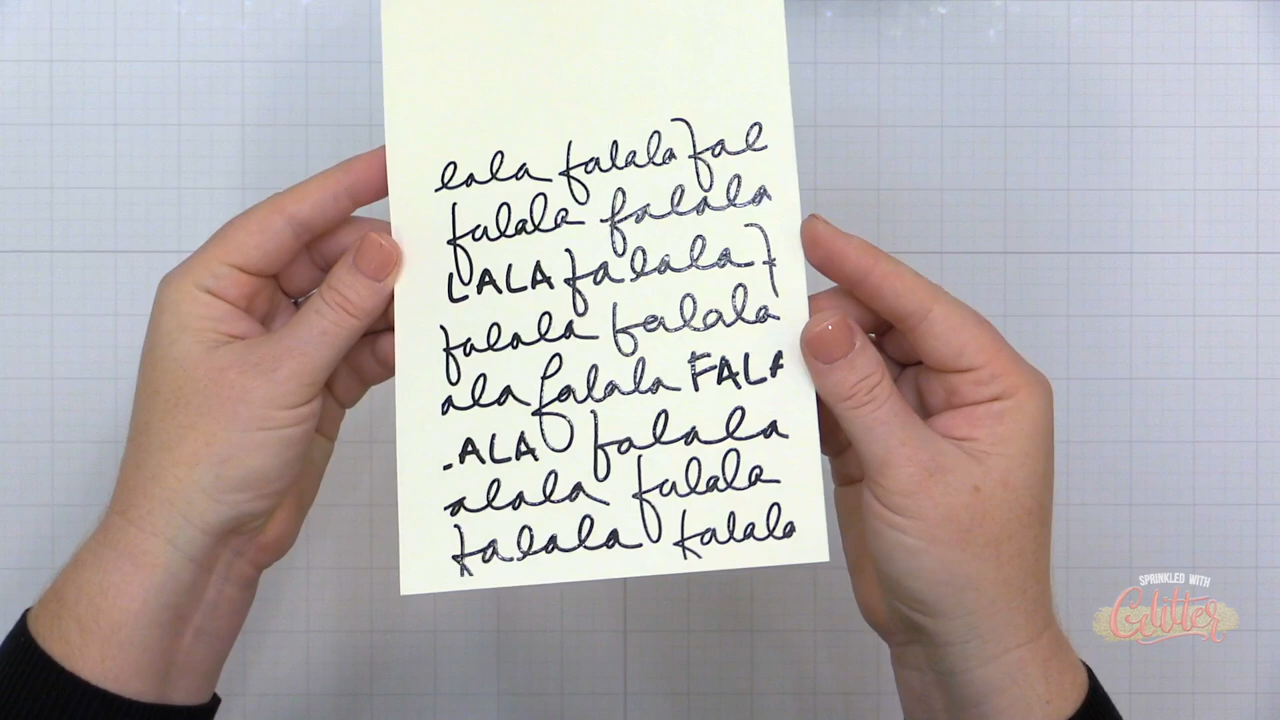 lala falala fal
falala falala
LALA falala f
falala falala
ala falala FALA
ALA falala
alala falala
falala falala
SPRINKLED WITH
Glitter